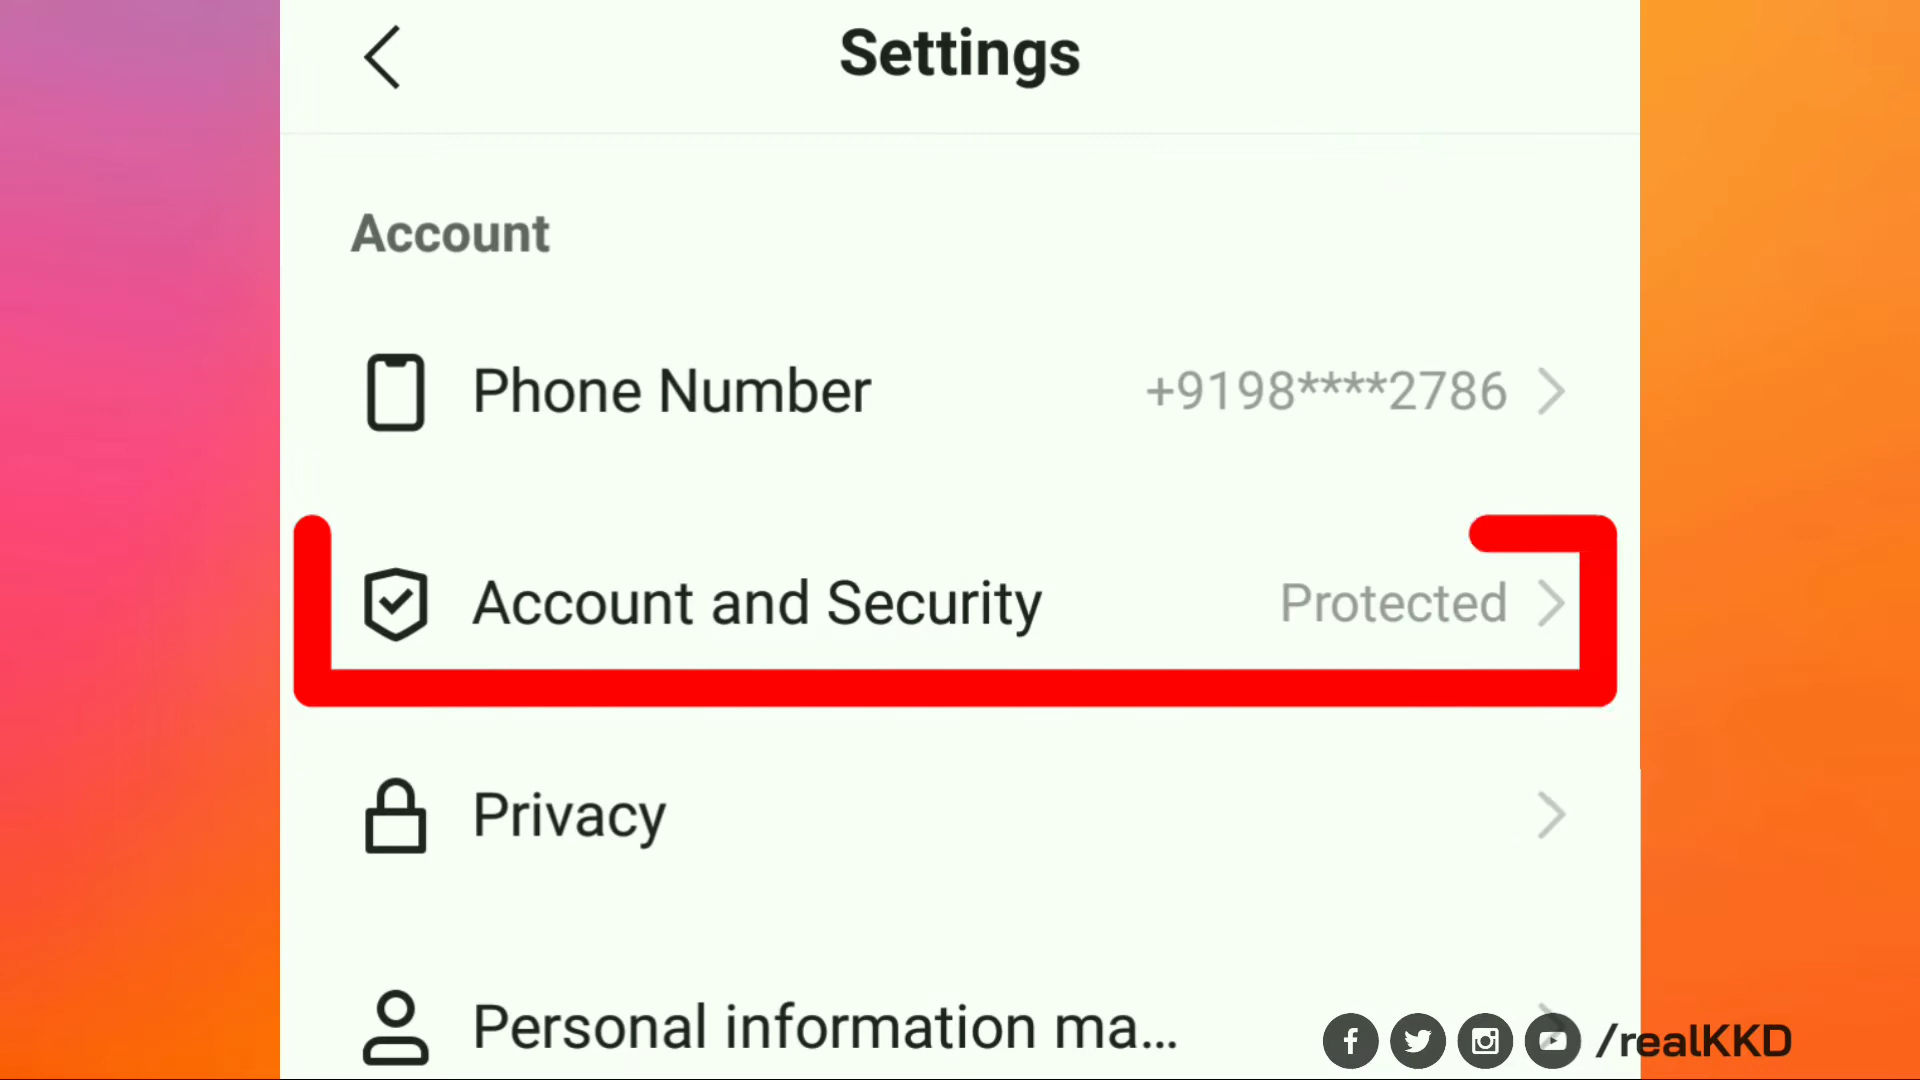 Settings
Account
Phone Number +9198****2786
Account and Security Protected
Privacy
Personal information ma...
/realKKD